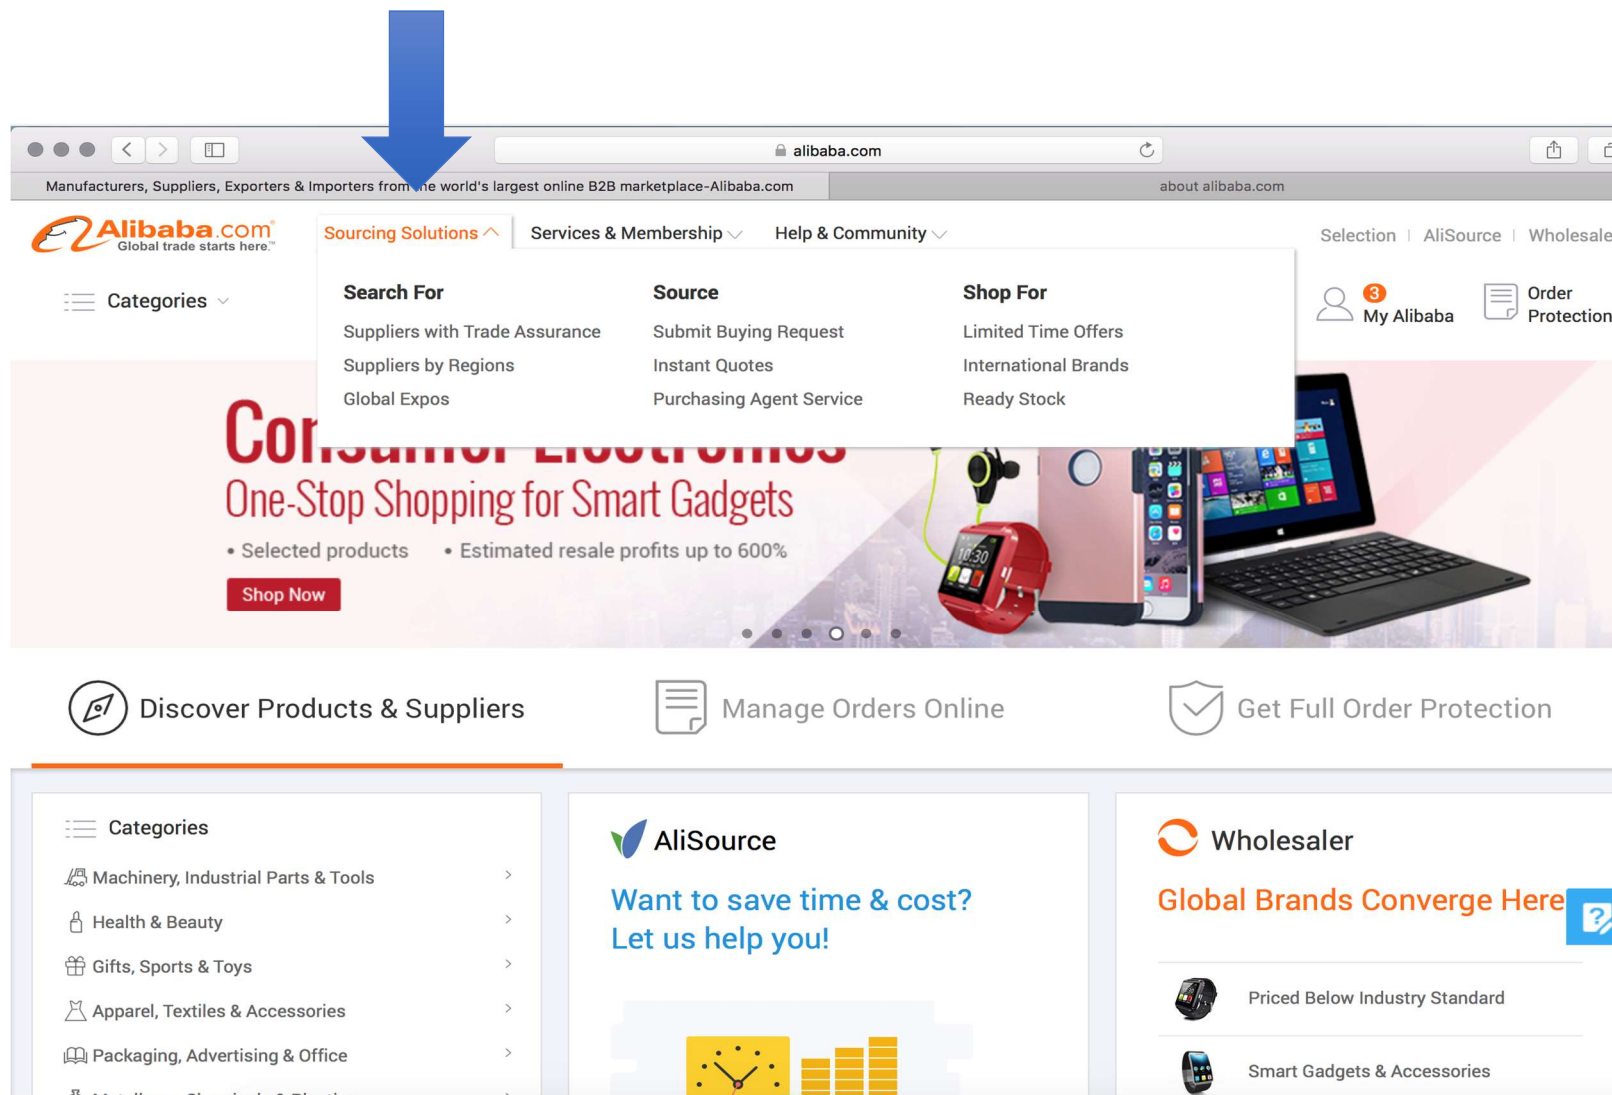 alibaba.com
Manufacturers, Suppliers, Exporters & Importers from the world's largest online B2B marketplace-Alibaba.com
about alibaba.com
Alibaba.com
Global trade starts here.™
Sourcing Solutions
Services & Membership
Help & Community
Selection | AliSource | Wholesale
Categories
3
My Alibaba
Order
Protection
Search For
Suppliers with Trade Assurance
Suppliers by Regions
Global Expos
Source
Submit Buying Request
Instant Quotes
Purchasing Agent Service
Shop For
Limited Time Offers
International Brands
Ready Stock
Consumer Electronics
One-Stop Shopping for Smart Gadgets
• Selected products • Estimated resale profits up to 600%
Shop Now
10:30
Discover Products & Suppliers
Manage Orders Online
Get Full Order Protection
Categories
Machinery, Industrial Parts & Tools
Health & Beauty
Gifts, Sports & Toys
Apparel, Textiles & Accessories
Packaging, Advertising & Office
AliSource
Want to save time & cost?
Let us help you!
Wholesaler
Global Brands Converge Here
Priced Below Industry Standard
Smart Gadgets & Accessories